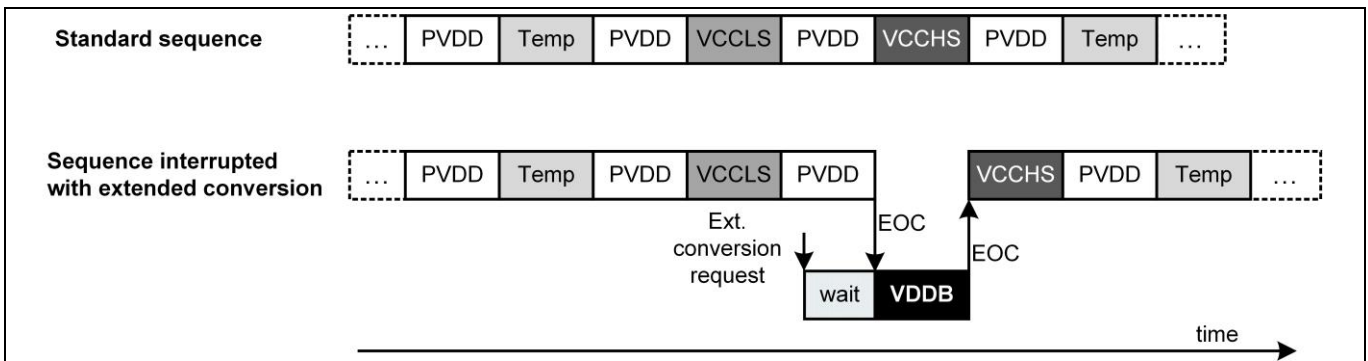 Standard sequence
… PVDD Temp PVDD VCCLS PVDD VCCHS PVDD Temp …
Sequence interrupted
with extended conversion
… PVDD Temp PVDD VCCLS PVDD VCCHS PVDD Temp …
Ext.
conversion
request
EOC
EOC
wait VDDB
time